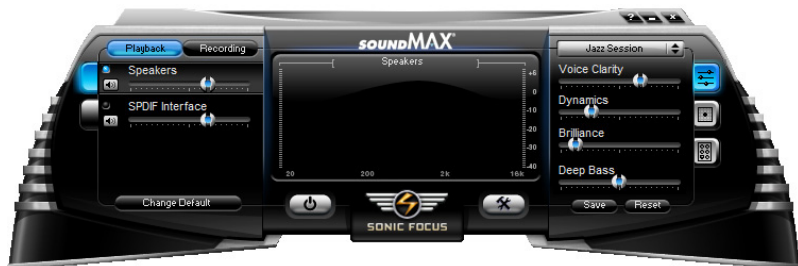 ? - x
Playback Recording
Speakers
SPDIF Interface
Change Default
SOUNDMAX®
Speakers
+6
0
-10
-20
-30
-40
20 200 2k 16k
SONIC FOCUS
Jazz Session
Voice Clarity
Dynamics
Brilliance
Deep Bass
Save Reset